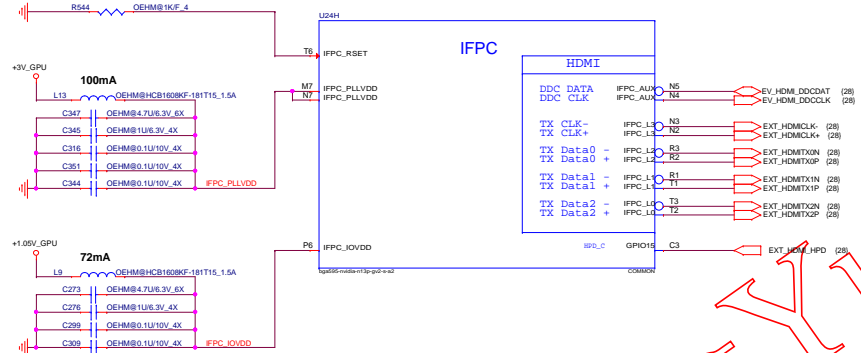 R544 OEHM@1K/F_4
U24H
T6 IFPC_RSET
IFPC
HDMI
+3V_GPU
100mA
L13 OEHM@HCB1608KF-181T15_1.5A
C347 OEHM@4.7U/6.3V_6X
C345 OEHM@1U/6.3V_4X
C316 OEHM@0.1U/10V_4X
C351 OEHM@0.1U/10V_4X
C344 OEHM@0.1U/10V_4X IFPC_PLLVDD
M7 IFPC_PLLVDD
N7 IFPC_PLLVDD
DDC DATA IFPC_AUX N5 EV_HDMI_DDCDAT (28)
DDC CLK IFPC_AUX N4 EV_HDMI_DDCCLK (28)
TX CLK- IFPC_L3 N3 EXT_HDMICLK- (28)
TX CLK+ IFPC_L3 N2 EXT_HDMICLK+ (28)
TX Data0 - IFPC_L2 R3 EXT_HDMITX0N (28)
TX Data0 + IFPC_L2 R2 EXT_HDMITX0P (28)
TX Data1 - IFPC_L1 R1 EXT_HDMITX1N (28)
TX Data1 + IFPC_L1 T1 EXT_HDMITX1P (28)
TX Data2 - IFPC_L0 T3 EXT_HDMITX2N (28)
TX Data2 + IFPC_L0 T2 EXT_HDMITX2P (28)
P6 IFPC_IOVDD
HPD_C GPIO15 C3 EXT_HDMI_HPD (28)
bga595-nvidia-n13p-gv2-s-a2 COMMON
+1.05V_GPU
72mA
L9 OEHM@HCB1608KF-181T15_1.5A
C273 OEHM@4.7U/6.3V_6X
C276 OEHM@1U/6.3V_4X
C299 OEHM@0.1U/10V_4X
C309 OEHM@0.1U/10V_4X IFPC_IOVDD